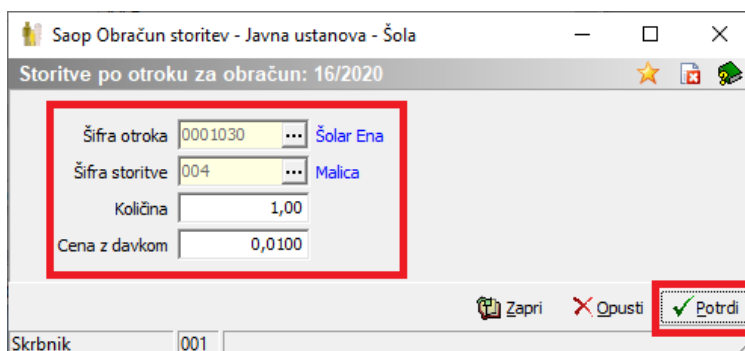 Saop Obračun storitev - Javna ustanova - Šola
Storitve po otroku za obračun: 16/2020
Šifra otroka 0001030 ... Šolar Ena
Šifra storitve 004 ... Malica
Količina 1,00
Cena z davkom 0,0100
Zapri Opusti Potrdi
Skrbnik 001